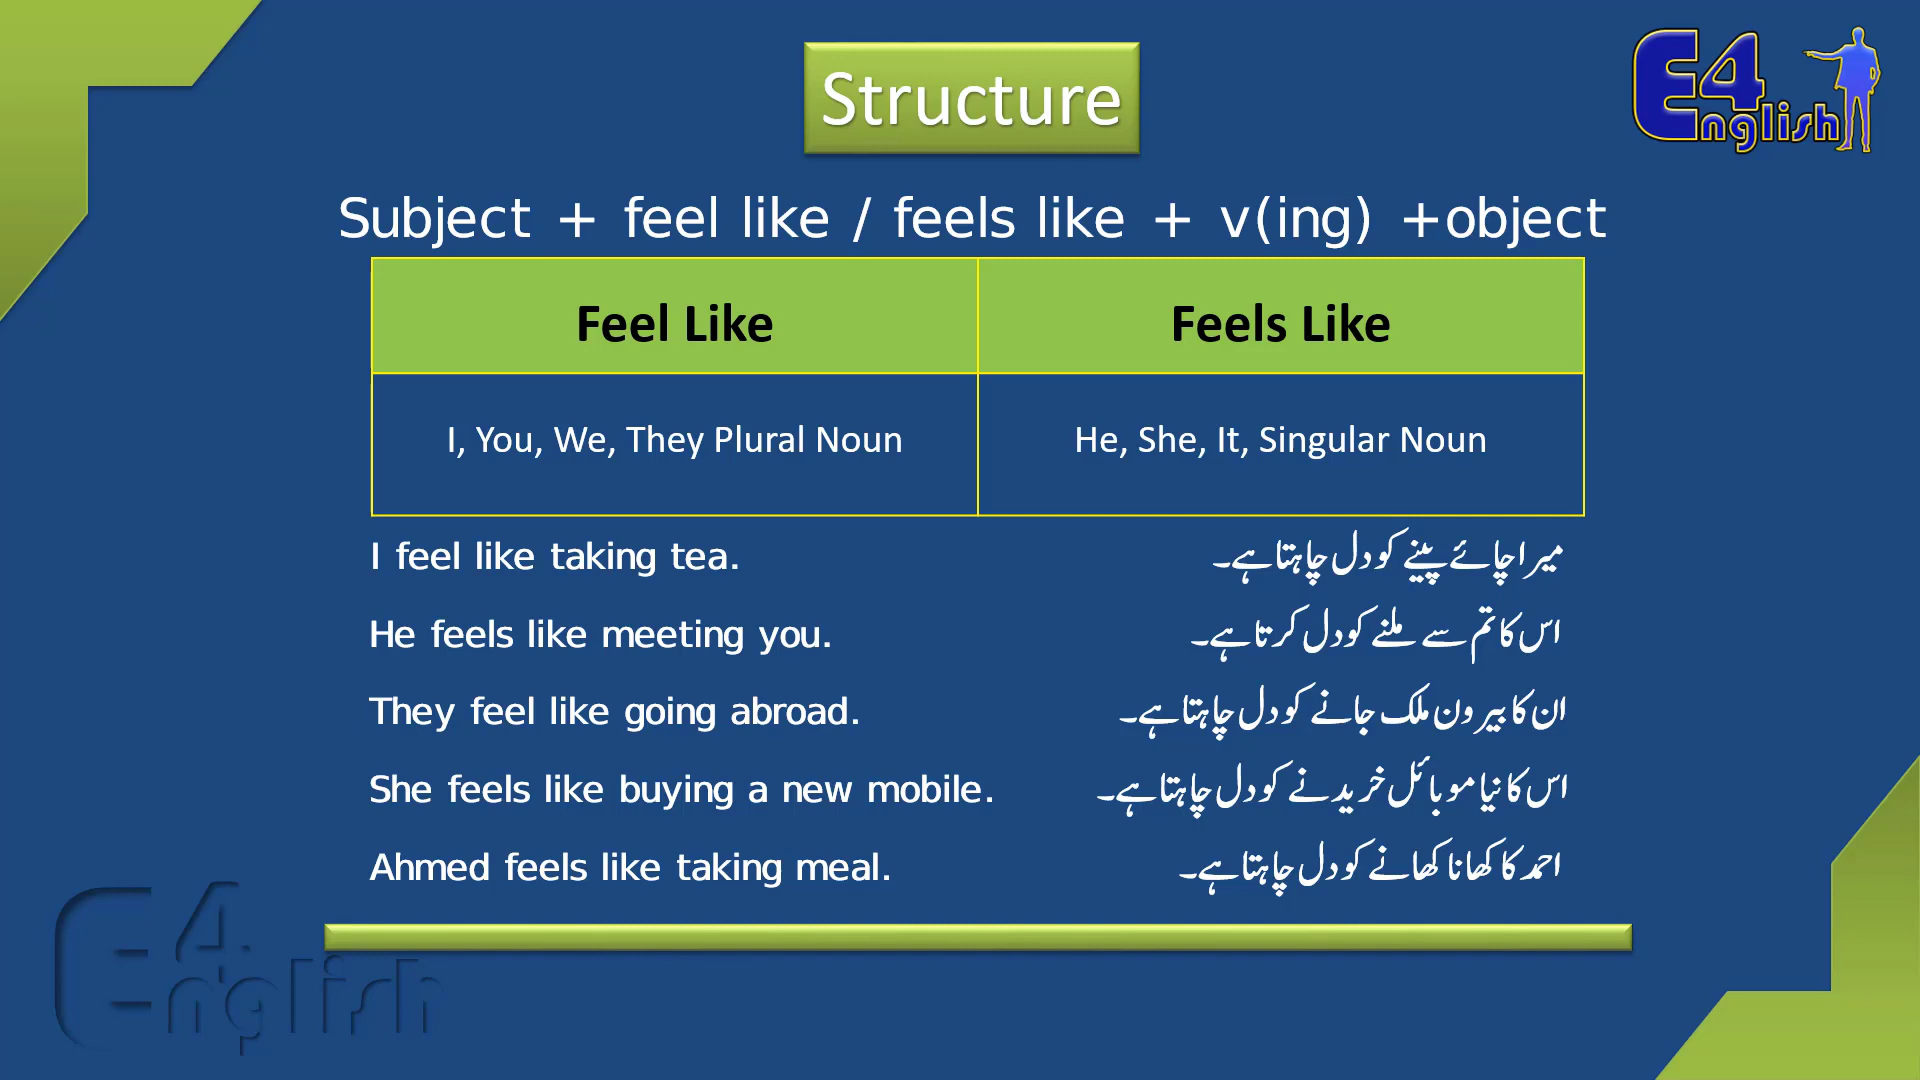 Structure
E4 English
Subject + feel like / feels like + v(ing) +object
Feel Like
Feels Like
I, You, We, They Plural Noun
He, She, It, Singular Noun
I feel like taking tea.
میرا چائے پینے کو دل چاہتا ہے۔
He feels like meeting you.
اس کا تم سے ملنے کو دل کرتا ہے۔
They feel like going abroad.
ان کا بیرون ملک جانے کو دل چاہتا ہے۔
She feels like buying a new mobile.
اس کا نیا موبائل خریدنے کو دل چاہتا ہے۔
Ahmed feels like taking meal.
احمد کا کھانا کھانے کو دل چاہتا ہے۔
E4 English